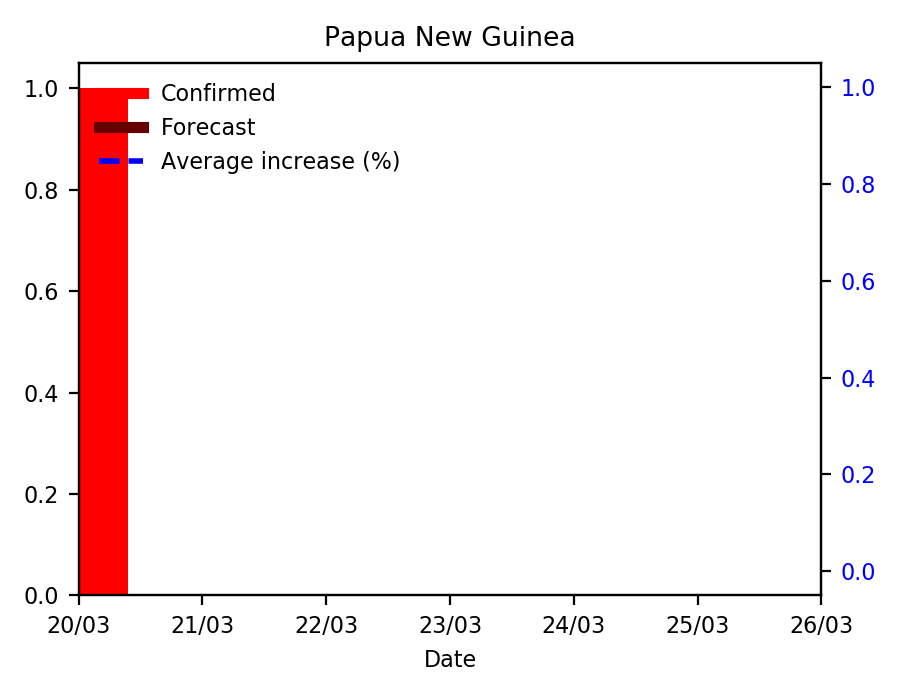 Papua New Guinea
Confirmed
Forecast
Average increase (%)
1.0
0.8
0.6
0.4
0.2
0.0
1.0
0.8
0.6
0.4
0.2
0.0
20/03 21/03 22/03 23/03 24/03 25/03 26/03
Date